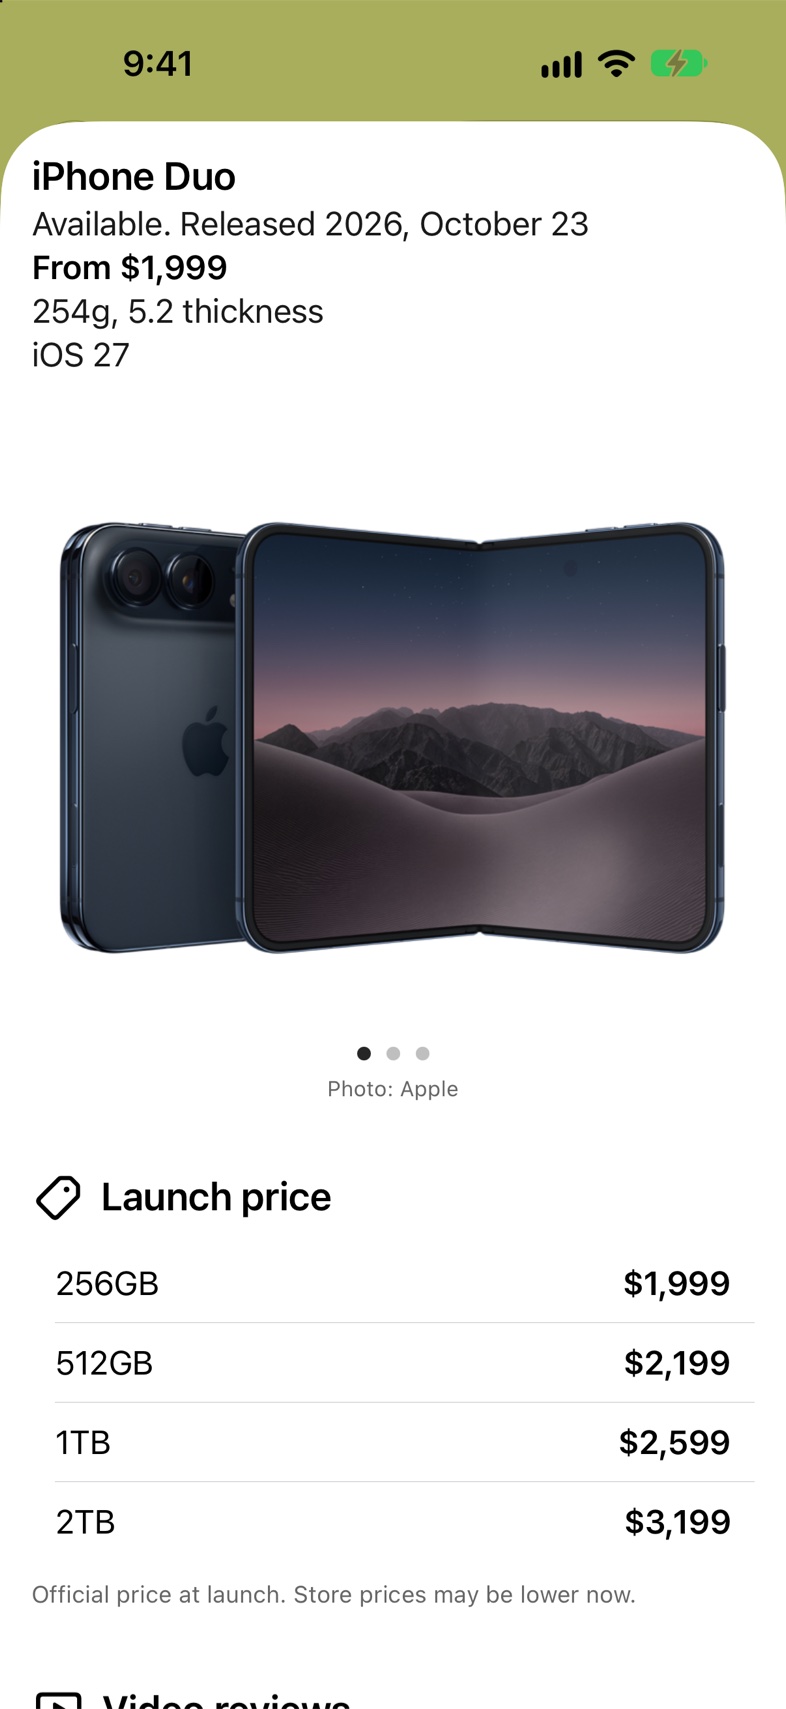 9:41
iPhone Duo
Available. Released 2026, October 23
From $1,999
254g, 5.2 thickness
iOS 27
Photo: Apple
Launch price
256GB $1,999
512GB $2,199
1TB $2,599
2TB $3,199
Official price at launch. Store prices may be lower now.
Video reviews